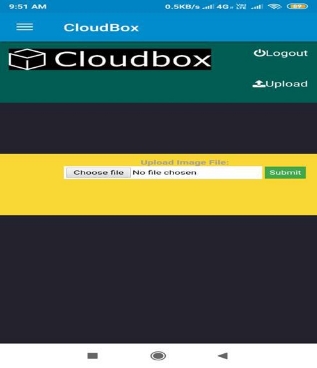 9:51 AM 0.5KB/s 4G
CloudBox
Cloudbox
Logout
Upload
Upload Image File:
Choose file No file chosen Submit